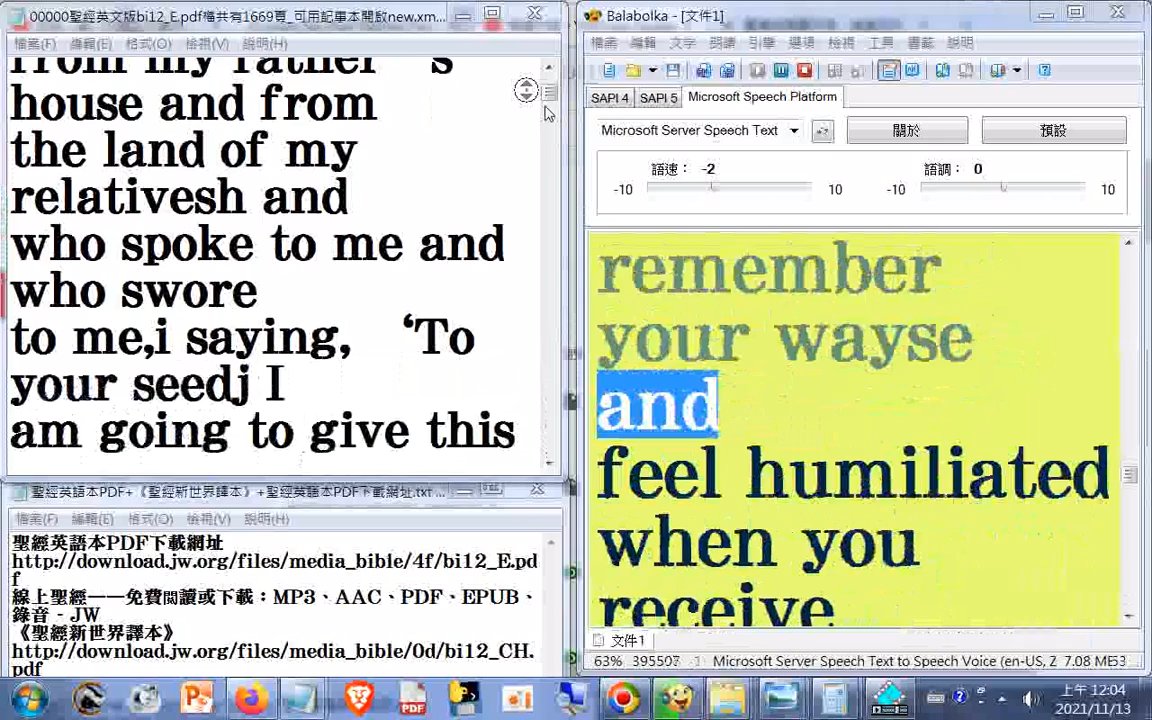 00000聖經英文版bi12_E.pdf檔共有1669頁_可用記事本開啟new.xm...
檔案(F) 編輯(E) 格式(O) 檢視(V) 說明(H)
from my father 's
house and from
the land of my
relativesh and
who spoke to me and
who swore
to me,i saying, ‘To
your seedj I
am going to give this
聖經英語本PDF+《聖經新世界譯本》+聖經英語本PDF下載網址.txt ...
檔案(F) 編輯(E) 格式(O) 檢視(V) 說明(H)
聖經英語本PDF下載網址
http://download.jw.org/files/media_bible/4f/bi12_E.pd
f
線上聖經——免費閱讀或下載：MP3、AAC、PDF、EPUB、
錄音 - JW
《聖經新世界譯本》
http://download.jw.org/files/media_bible/0d/bi12_CH.
pdf
Balabolka - [文件1]
檔案 編輯 文字 朗讀 引擎 選項 檢視 工具 書籤 說明
SAPI 4 SAPI 5 Microsoft Speech Platform
Microsoft Server Speech Text 關於 預設
語速： -2 語調： 0
-10 10 -10 10
remember
your wayse
and
feel humiliated
when you
receive
文件1
63% 395507 Microsoft Server Speech Text to Speech Voice (en-US, Z 7.08 ME53
上午 12:04
2021/11/13